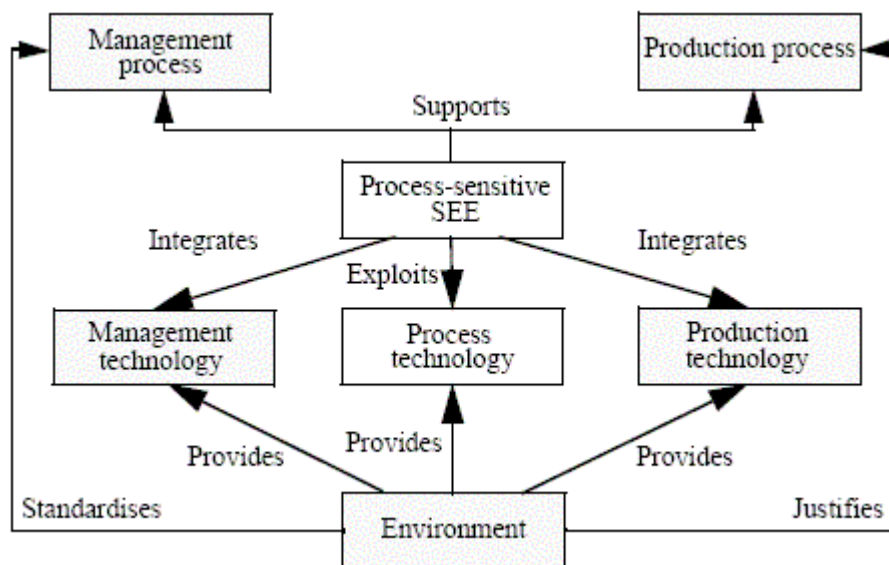 Management
process
Production process
Supports
Process-sensitive
SEE
Integrates
Integrates
Exploits
Management
technology
Process
technology
Production
technology
Provides
Provides
Provides
Standardises
Environment
Justifies